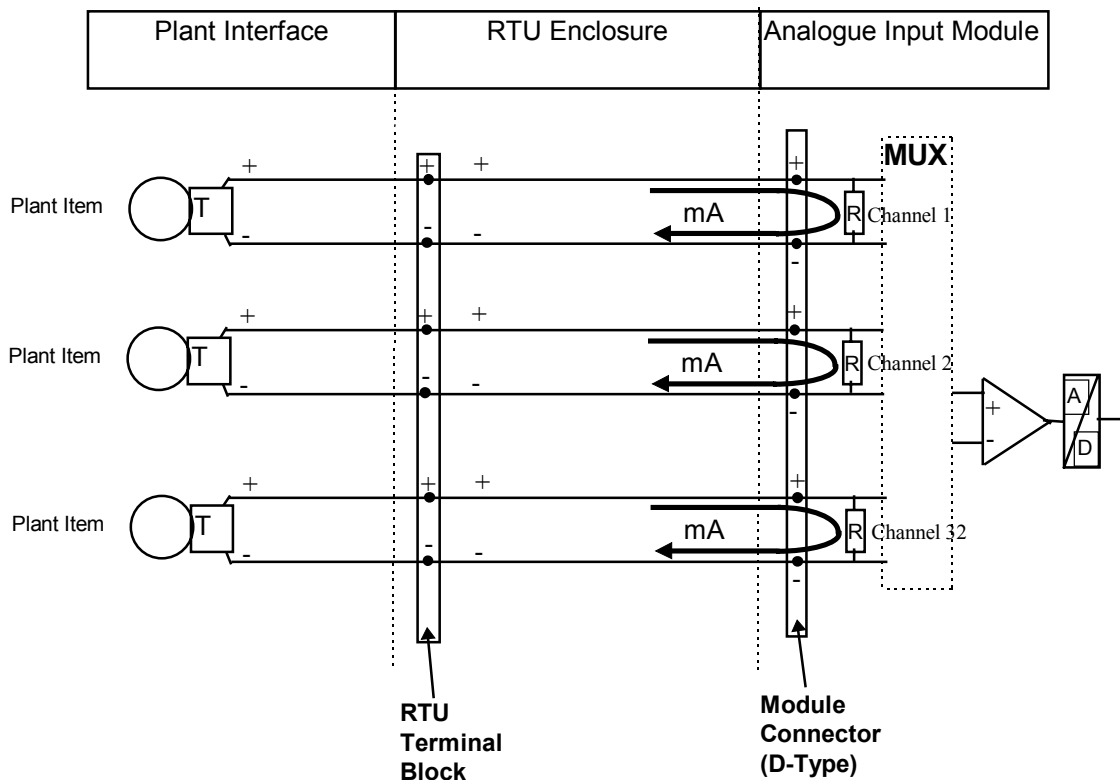 Plant Interface
RTU Enclosure
Analogue Input Module
MUX
+
+
+
+
Plant Item
T
mA
R
Channel 1
-
-
-
-
+
+
+
+
Plant Item
T
mA
R
Channel 2
-
-
-
-
+
-
A
D
+
+
+
+
Plant Item
T
mA
R
Channel 32
-
-
-
-
RTU
Terminal
Block
Module
Connector
(D-Type)